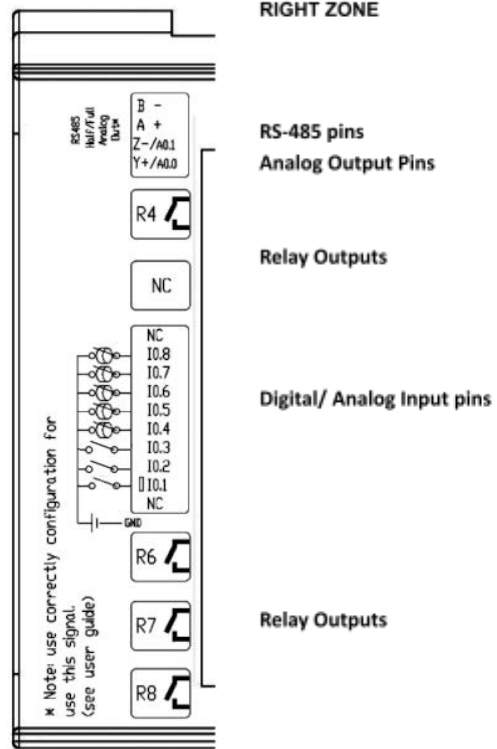 RIGHT ZONE
RS485
Half/Full
Analog
Out*
B -
A +
Z-/A0.1
Y+/A0.0
RS-485 pins
Analog Output Pins
R4
Relay Outputs
NC
NC
I0.8
I0.7
I0.6
I0.5
I0.4
I0.3
I0.2
I0.1
NC
GND
Digital/ Analog Input pins
R6
R7
R8
Relay Outputs
* Note: use correctly configuration for
use this signal.
(see user guide)